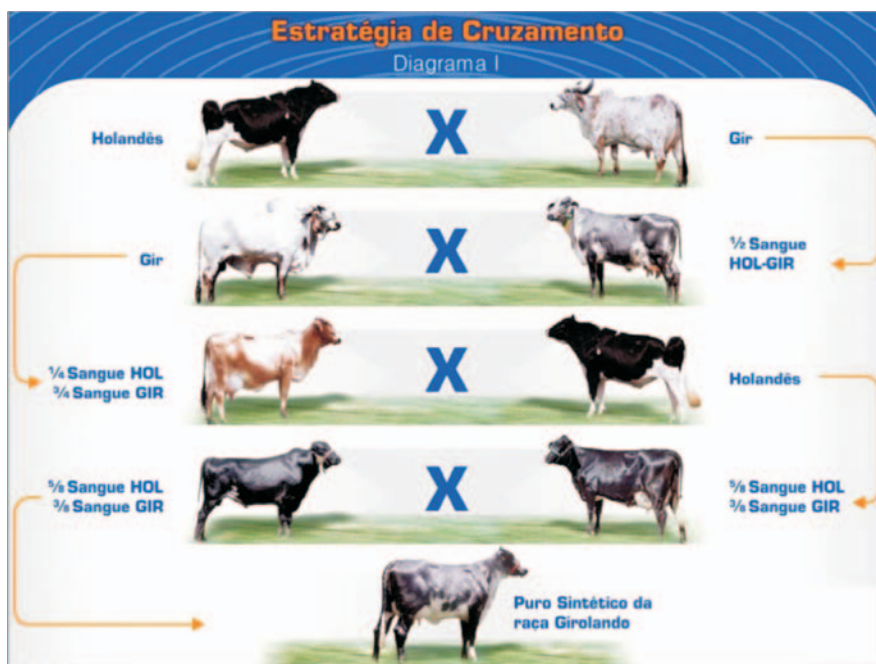 Estratégia de Cruzamento
Diagrama I
Holandês
X
Gir
Gir
X
½ Sangue
HOL-GIR
¼ Sangue HOL
¾ Sangue GIR
X
Holandês
⅝ Sangue HOL
⅜ Sangue GIR
X
⅝ Sangue HOL
⅜ Sangue GIR
Puro Sintético da
raça Girolando